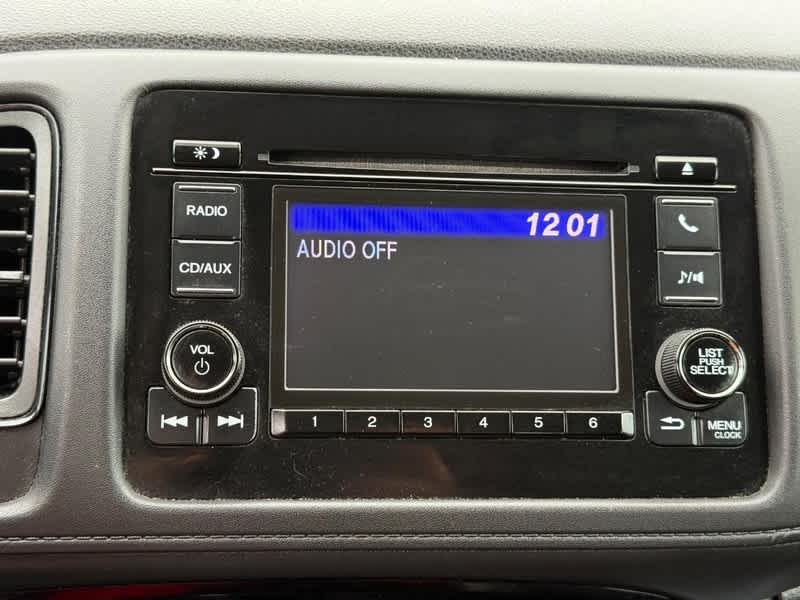 RADIO
12 01
AUDIO OFF
CD/AUX
VOL
LIST
PUSH
SELECT
1 2 3 4 5 6
MENU
CLOCK